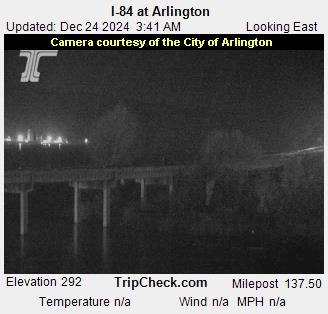 I-84 at Arlington
Updated: Dec 24 2024 3:41 AM Looking East
Camera courtesy of the City of Arlington
Elevation 292 TripCheck.com Milepost 137.50
Temperature n/a Wind n/a MPH n/a